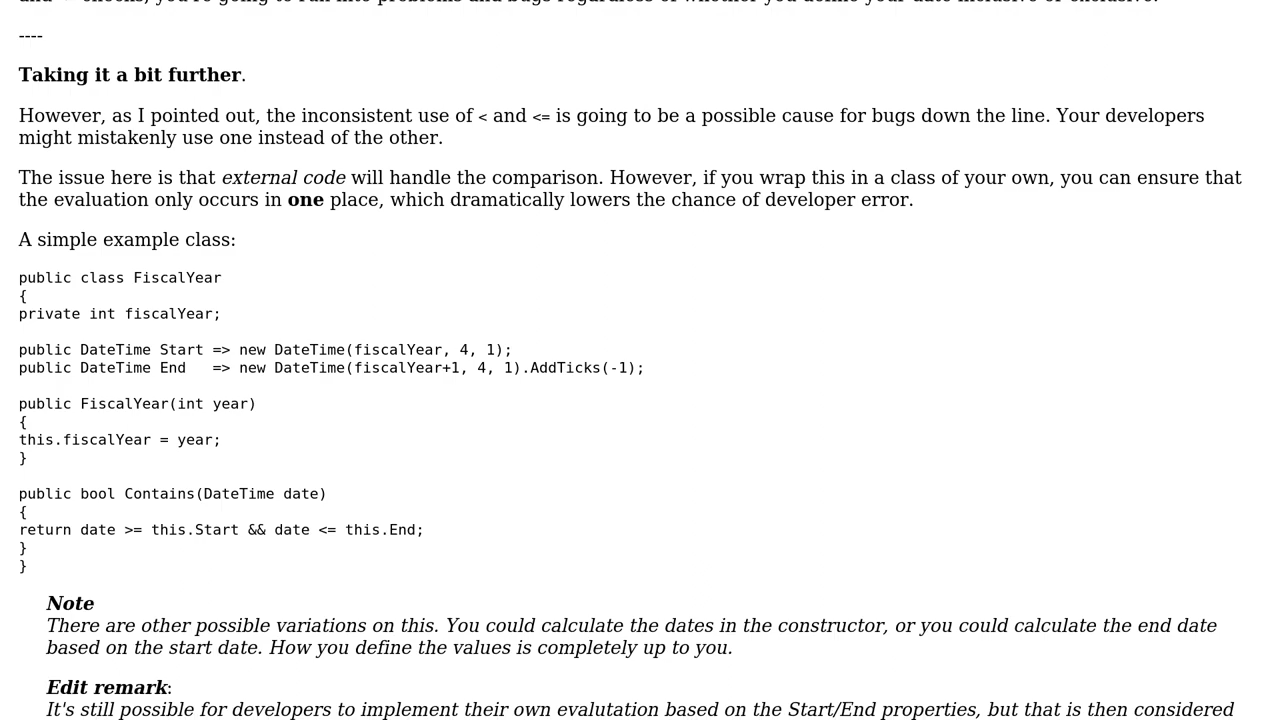 ----
Taking it a bit further.
However, as I pointed out, the inconsistent use of < and <= is going to be a possible cause for bugs down the line. Your developers
might mistakenly use one instead of the other.
The issue here is that external code will handle the comparison. However, if you wrap this in a class of your own, you can ensure that
the evaluation only occurs in one place, which dramatically lowers the chance of developer error.
A simple example class:
public class FiscalYear
{
private int fiscalYear;
public DateTime Start => new DateTime(fiscalYear, 4, 1);
public DateTime End   => new DateTime(fiscalYear+1, 4, 1).AddTicks(-1);
public FiscalYear(int year)
{
this.fiscalYear = year;
}
public bool Contains(DateTime date)
{
return date >= this.Start && date <= this.End;
}
}
Note
There are other possible variations on this. You could calculate the dates in the constructor, or you could calculate the end date
based on the start date. How you define the values is completely up to you.
Edit remark:
It's still possible for developers to implement their own evalutation based on the Start/End properties, but that is then considered